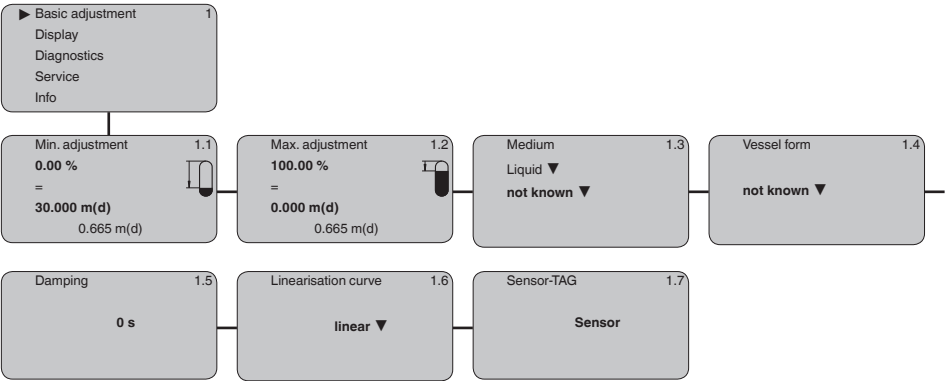 ▶ Basic adjustment 1
Display
Diagnostics
Service
Info
Min. adjustment 1.1
0.00 %
=
30.000 m(d)
0.665 m(d)
Max. adjustment 1.2
100.00 %
=
0.000 m(d)
0.665 m(d)
Medium 1.3
Liquid ▼
not known ▼
Vessel form 1.4
not known ▼
Damping 1.5
0 s
Linearisation curve 1.6
linear ▼
Sensor-TAG 1.7
Sensor